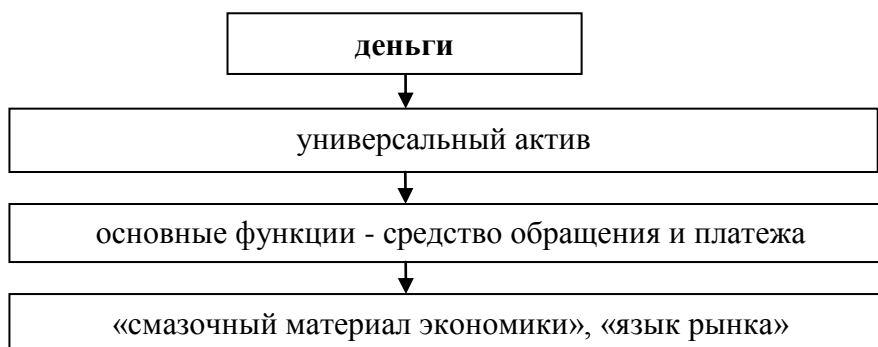 деньги
универсальный актив
основные функции - средство обращения и платежа
«смазочный материал экономики», «язык рынка»